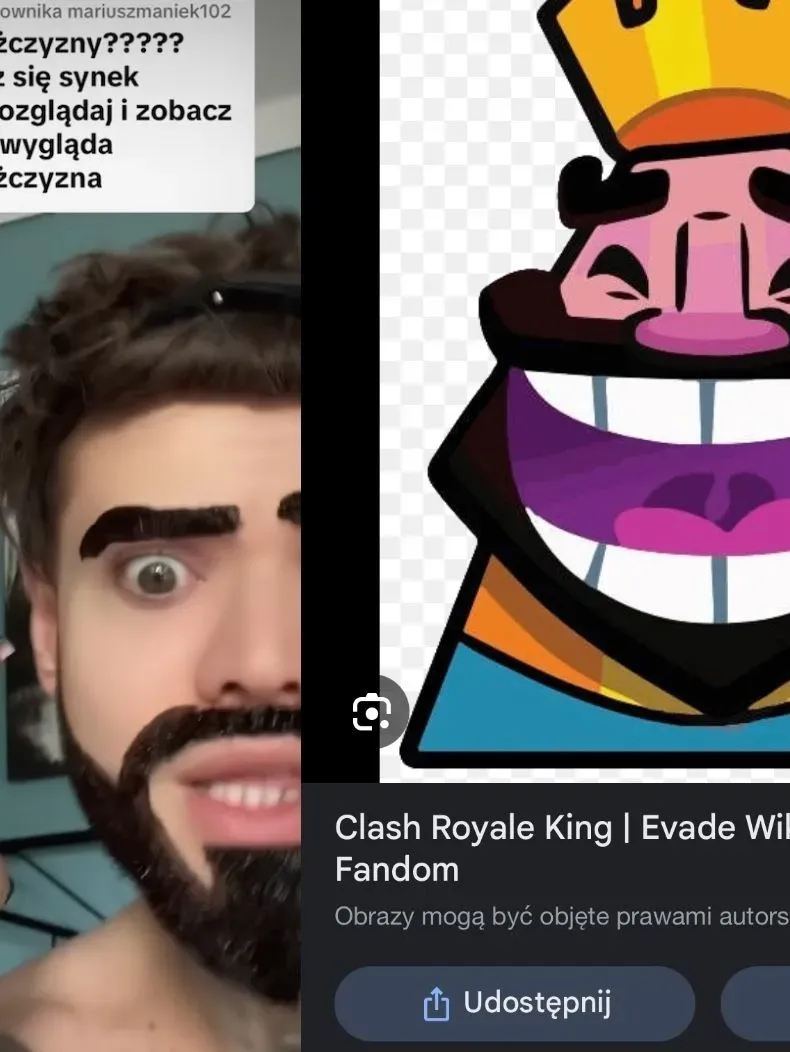 ownika mariuszmaniek102
żczyzny?????
z się synek
ozglądaj i zobacz
wygląda
żczyzna
Clash Royale King | Evade Wi
Fandom
Obrazy mogą być objęte prawami autors
Udostępnij